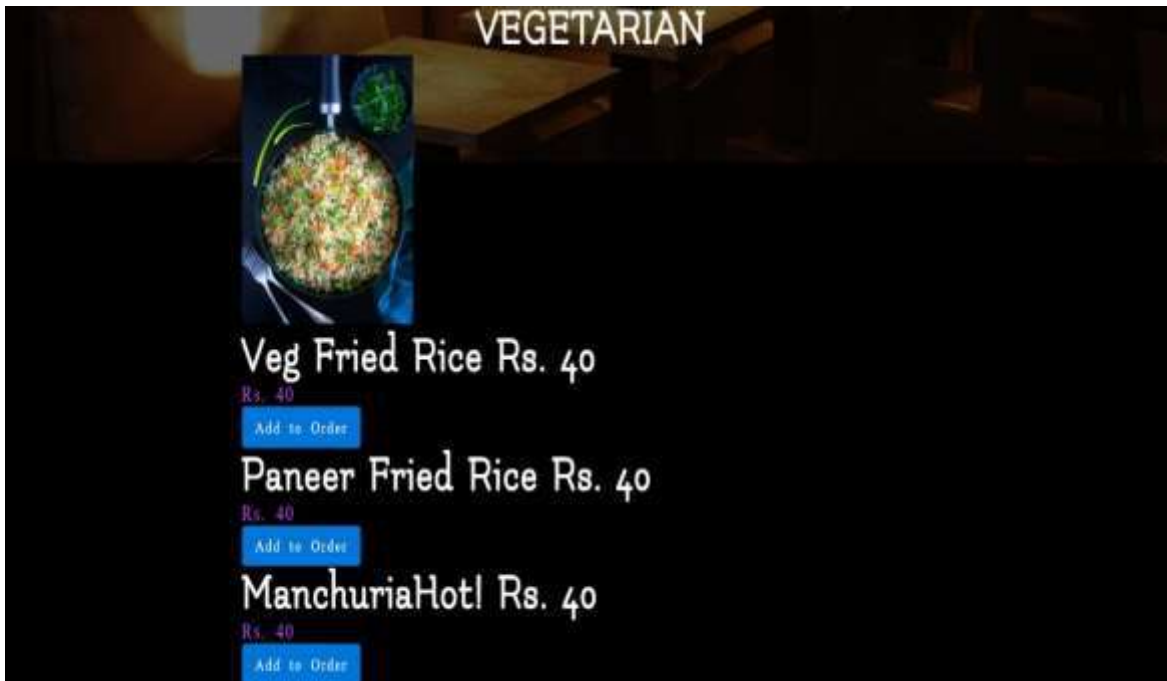 VEGETARIAN
Veg Fried Rice Rs. 40
Rs. 40
Add to Order
Paneer Fried Rice Rs. 40
Rs. 40
Add to Order
ManchuriaHot! Rs. 40
Rs. 40
Add to Order